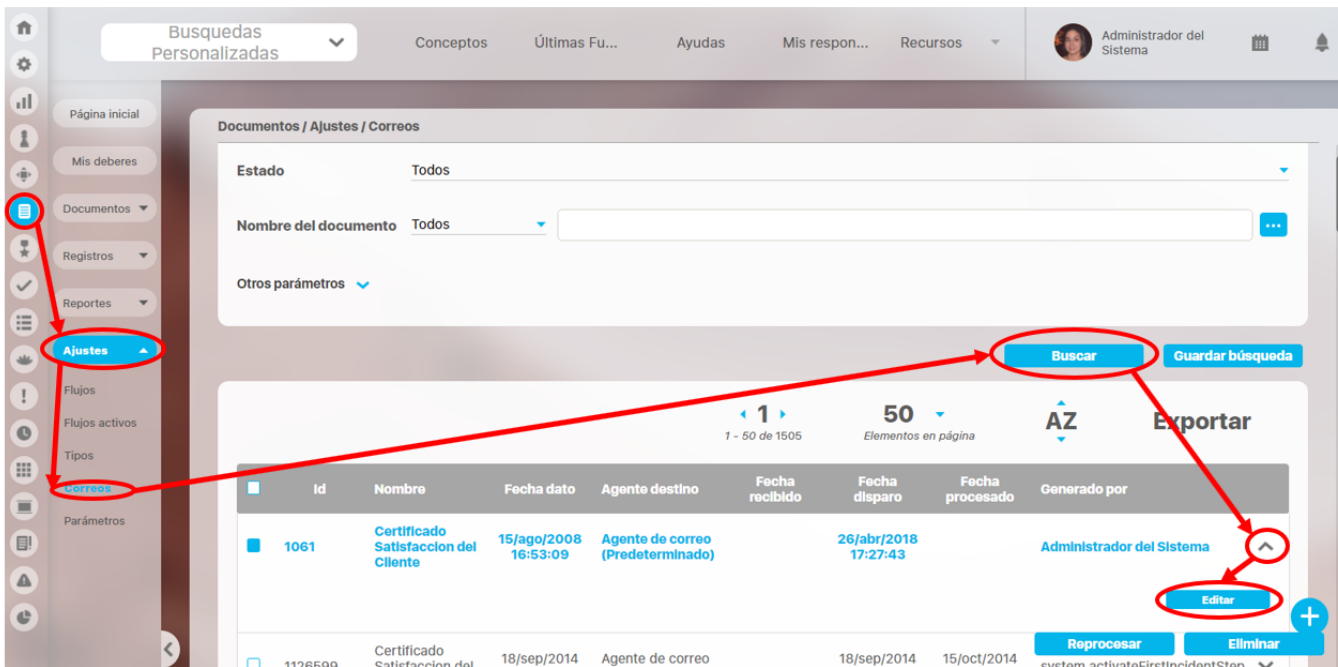 Busquedas
Personalizadas
Conceptos
Últimas Fu...
Ayudas
Mis respon...
Recursos
Administrador del
Sistema
Página inicial
Mis deberes
Documentos
Registros
Reportes
Ajustes
Flujos
Flujos activos
Tipos
Correos
Parámetros
Documentos / Ajustes / Correos
Estado Todos
Nombre del documento Todos
...
Otros parámetros
Buscar
Guardar búsqueda
1
1 - 50 de 1505
50
Elementos en página
AZ
Exportar
Id Nombre Fecha dato Agente destino Fecha recibido Fecha disparo Fecha procesado Generado por
1061 Certificado Satisfaccion del Cliente 15/ago/2008 16:53:09 Agente de correo (Predeterminado) 26/abr/2018 17:27:43 Administrador del Sistema
Editar
Reprocesar
Eliminar
1126599 Certificado Satisfaccion del 18/sep/2014 Agente de correo 18/sep/2014 15/oct/2014 system.activateFirstIncidentStep